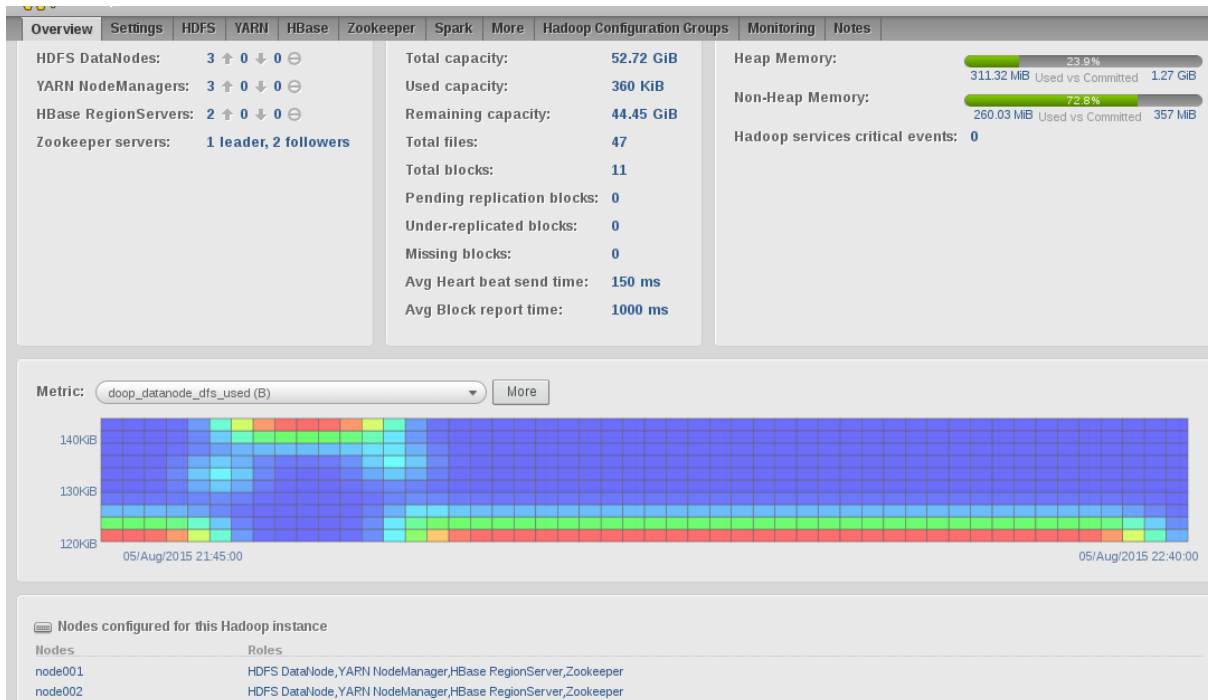 Overview Settings HDFS YARN HBase Zookeeper Spark More Hadoop Configuration Groups Monitoring Notes
HDFS DataNodes: 3 0 0
YARN NodeManagers: 3 0 0
HBase RegionServers: 2 0 0
Zookeeper servers: 1 leader, 2 followers
Total capacity: 52.72 GiB
Used capacity: 360 KiB
Remaining capacity: 44.45 GiB
Total files: 47
Total blocks: 11
Pending replication blocks: 0
Under-replicated blocks: 0
Missing blocks: 0
Avg Heart beat send time: 150 ms
Avg Block report time: 1000 ms
Heap Memory: 23.9%
311.32 MiB Used vs Committed 1.27 GiB
Non-Heap Memory: 72.8%
260.03 MiB Used vs Committed 357 MiB
Hadoop services critical events: 0
Metric: doop_datanode_dfs_used (B) More
140KiB
130KiB
120KiB
05/Aug/2015 21:45:00 05/Aug/2015 22:40:00
Nodes configured for this Hadoop instance
Nodes Roles
node001 HDFS DataNode,YARN NodeManager,HBase RegionServer,Zookeeper
node002 HDFS DataNode,YARN NodeManager,HBase RegionServer,Zookeeper